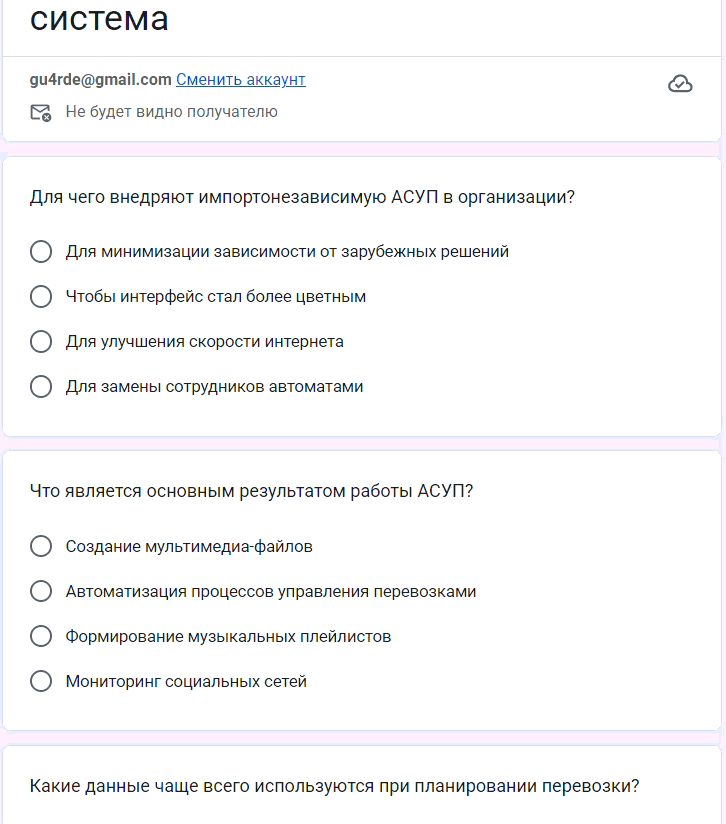 система
gu4rde@gmail.com Сменить аккаунт
Не будет видно получателю
Для чего внедряют импортонезависимую АСУП в организации?
Для минимизации зависимости от зарубежных решений
Чтобы интерфейс стал более цветным
Для улучшения скорости интернета
Для замены сотрудников автоматами
Что является основным результатом работы АСУП?
Создание мультимедиа-файлов
Автоматизация процессов управления перевозками
Формирование музыкальных плейлистов
Мониторинг социальных сетей
Какие данные чаще всего используются при планировании перевозки?